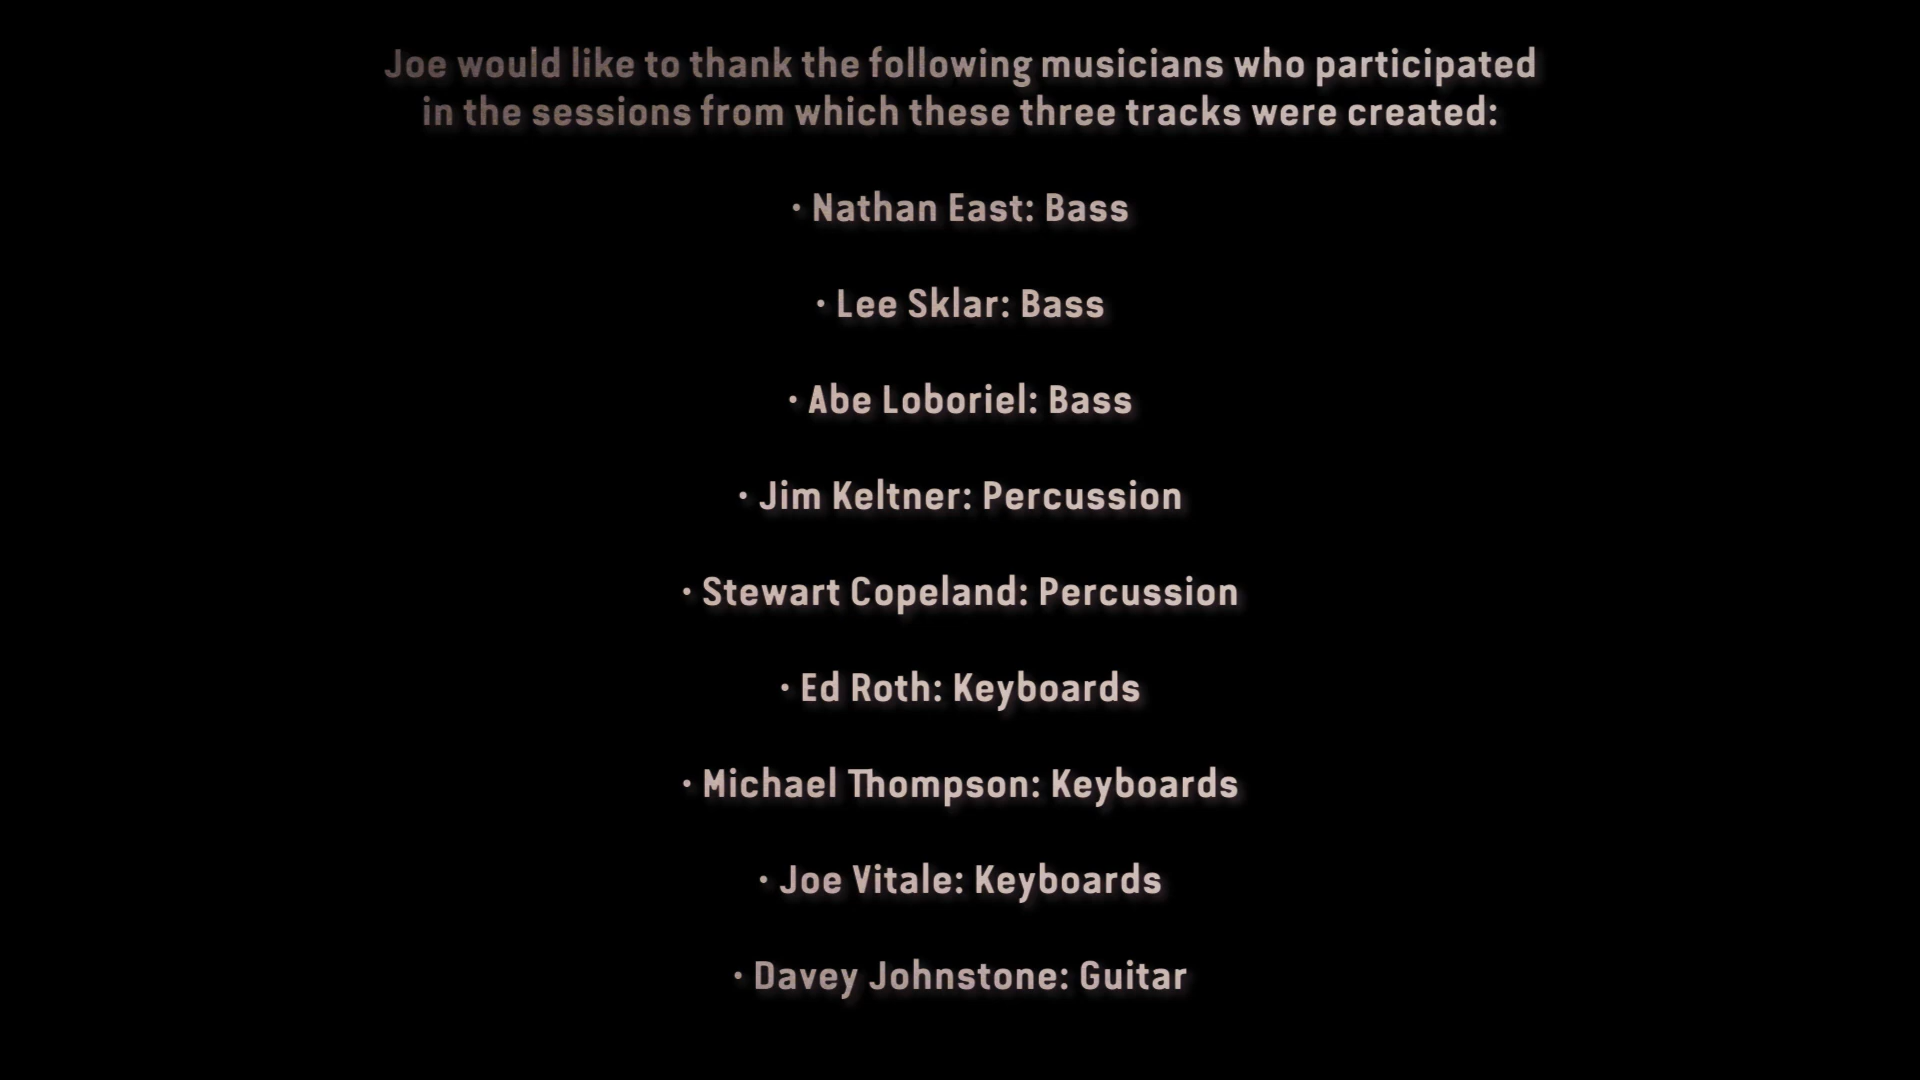 Joe would like to thank the following musicians who participated
in the sessions from which these three tracks were created:
· Nathan East: Bass
· Lee Sklar: Bass
· Abe Loboriel: Bass
· Jim Keltner: Percussion
· Stewart Copeland: Percussion
· Ed Roth: Keyboards
· Michael Thompson: Keyboards
· Joe Vitale: Keyboards
· Davey Johnstone: Guitar